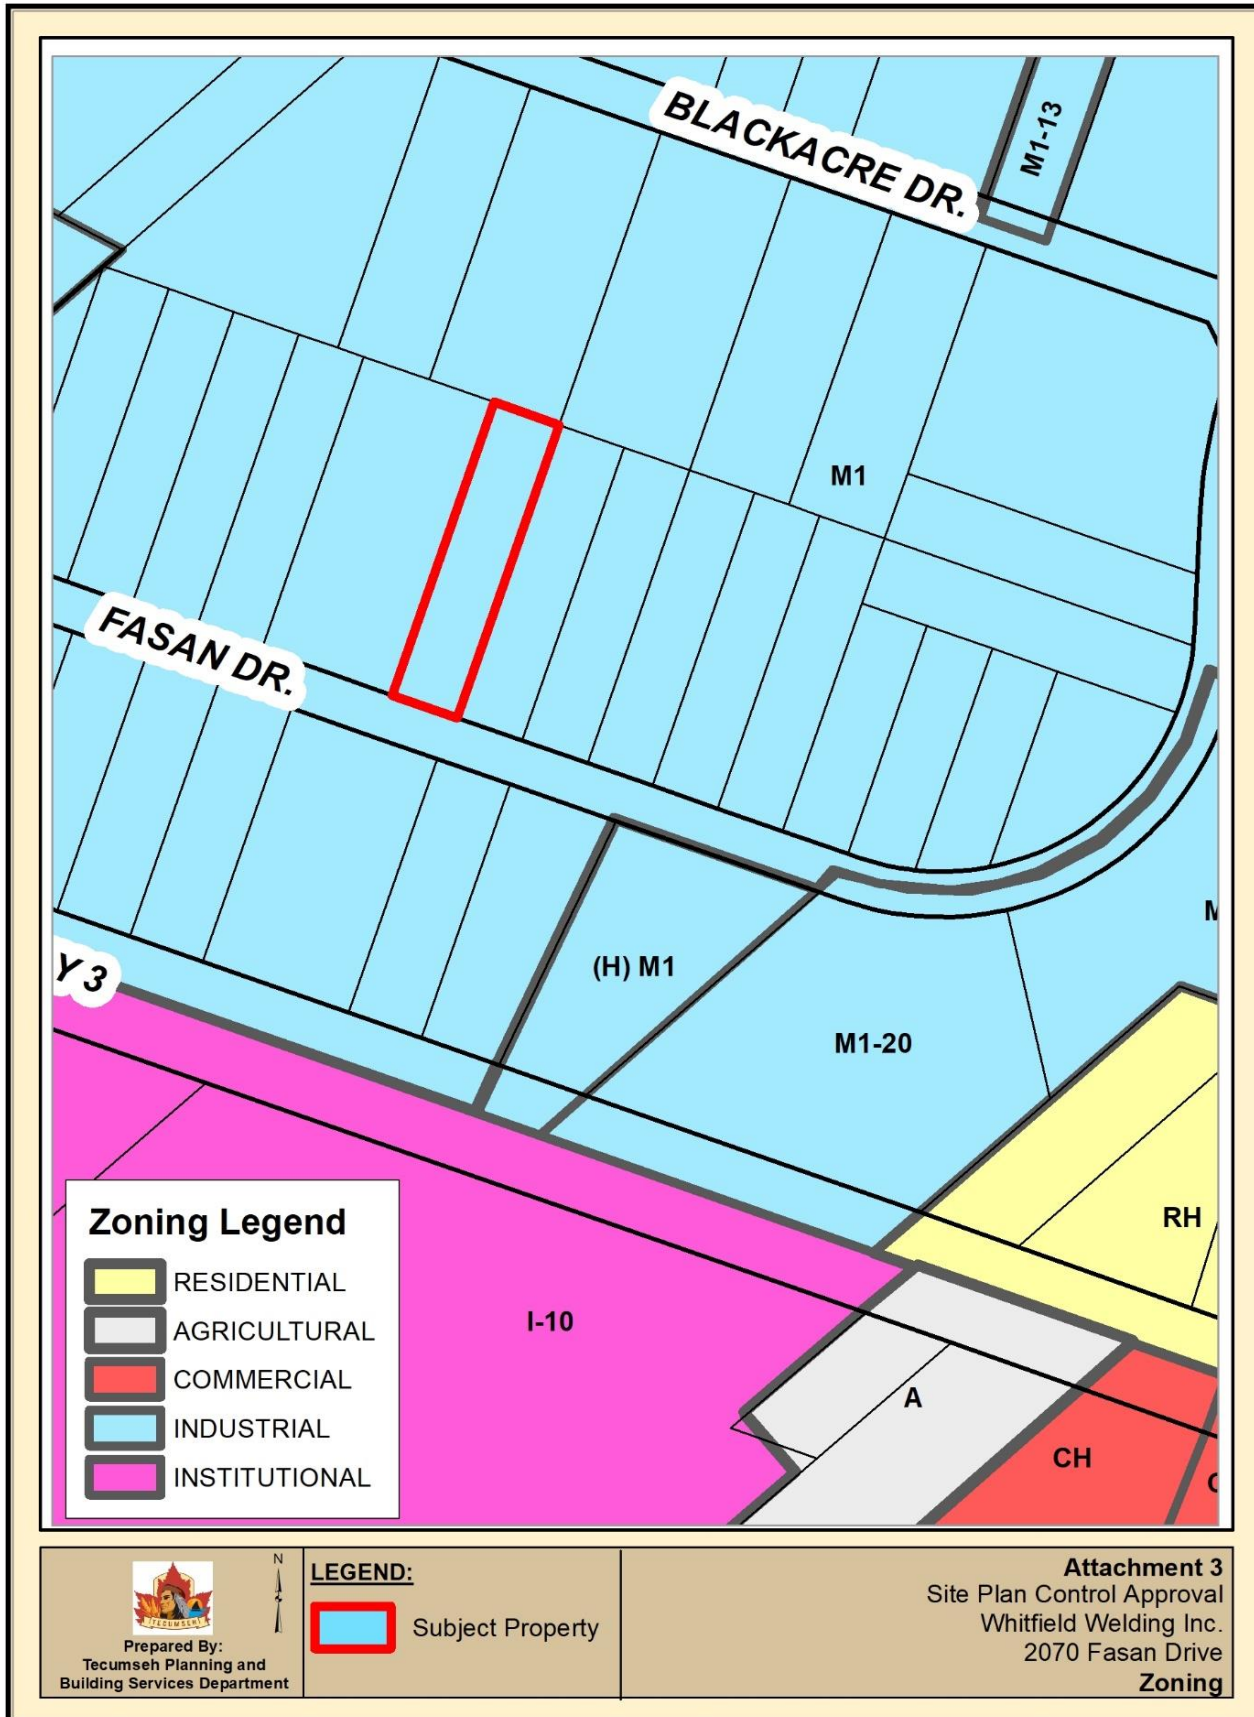 BLACKACRE DR.
M1-13
M1
FASAN DR.
Y 3
(H) M1
M1-20
M
RH
I-10
A
CH
C
Zoning Legend
RESIDENTIAL
AGRICULTURAL
COMMERCIAL
INDUSTRIAL
INSTITUTIONAL
TECUMSEH
N
Prepared By:
Tecumseh Planning and
Building Services Department
LEGEND:
Subject Property
Attachment 3
Site Plan Control Approval
Whitfield Welding Inc.
2070 Fasan Drive
Zoning